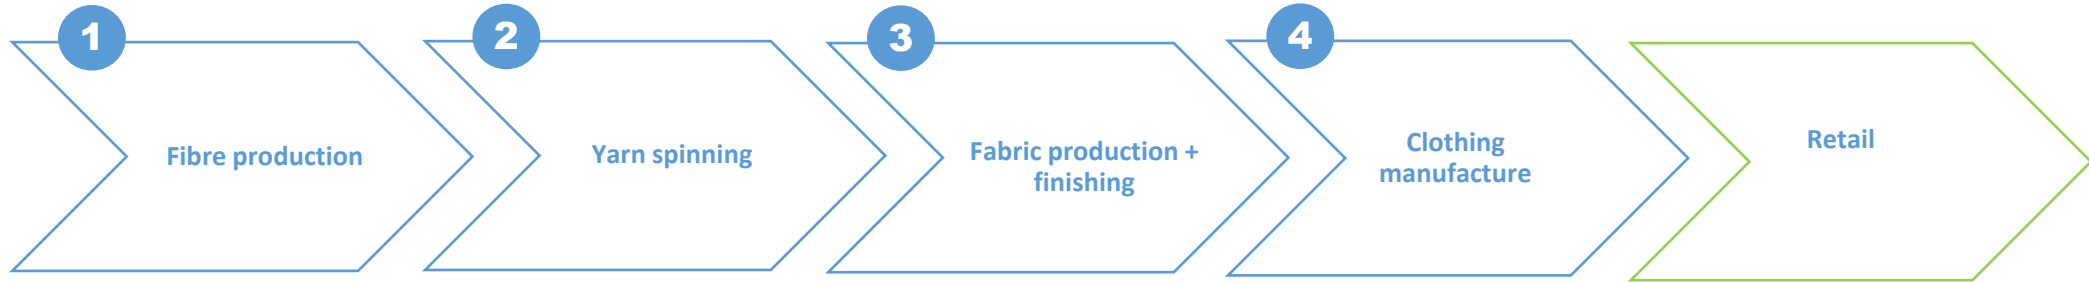 1
Fibre production
2
Yarn spinning
3
Fabric production +
finishing
4
Clothing
manufacture
Retail